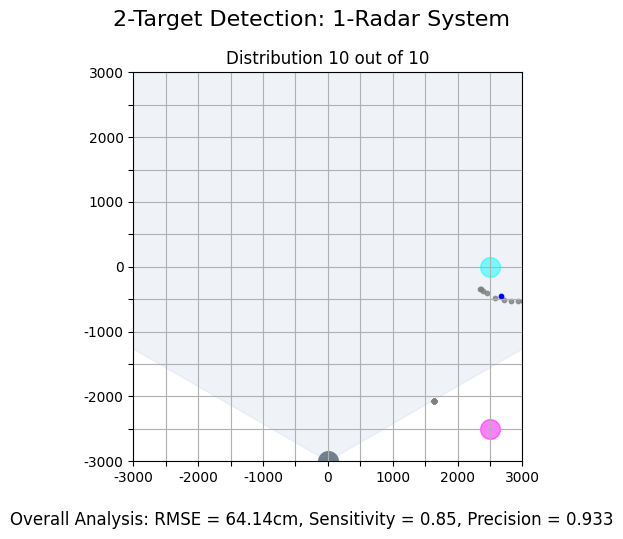 2-Target Detection: 1-Radar System
Distribution 10 out of 10
3000
2000
1000
0
-1000
-2000
-3000
-3000 -2000 -1000 0 1000 2000 3000
Overall Analysis: RMSE = 64.14cm, Sensitivity = 0.85, Precision = 0.933